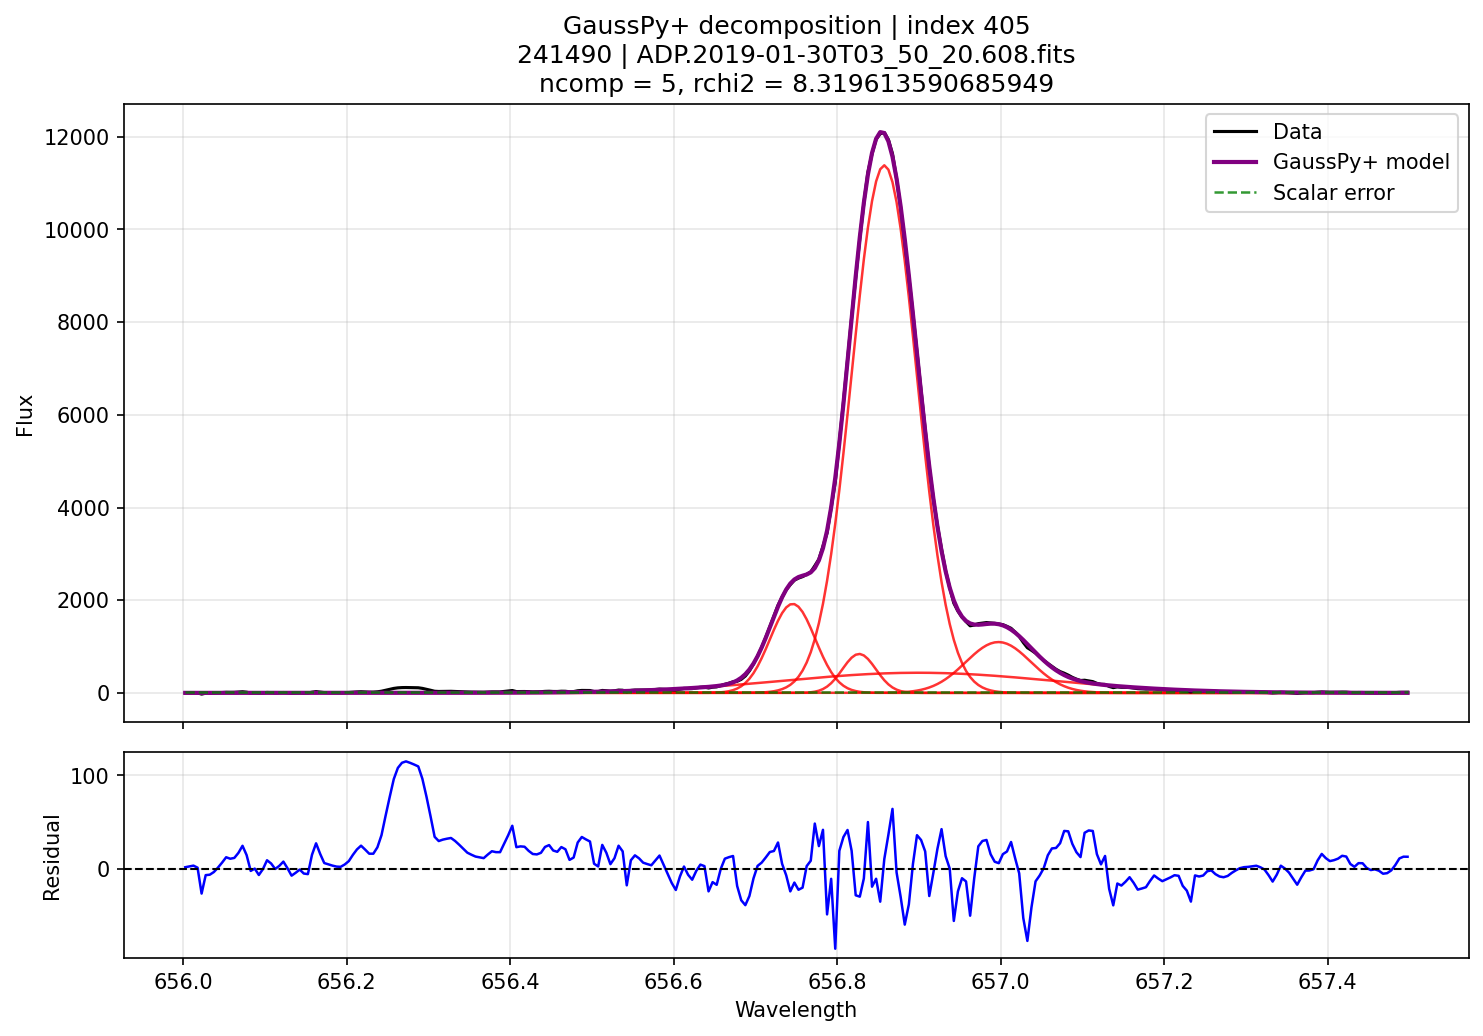 GaussPy+ decomposition | index 405
241490 | ADP.2019-01-30T03_50_20.608.fits
ncomp = 5, rchi2 = 8.319613590685949
Data
GaussPy+ model
Scalar error
Flux
12000
10000
8000
6000
4000
2000
0
Residual
100
0
656.0 656.2 656.4 656.6 656.8 657.0 657.2 657.4
Wavelength